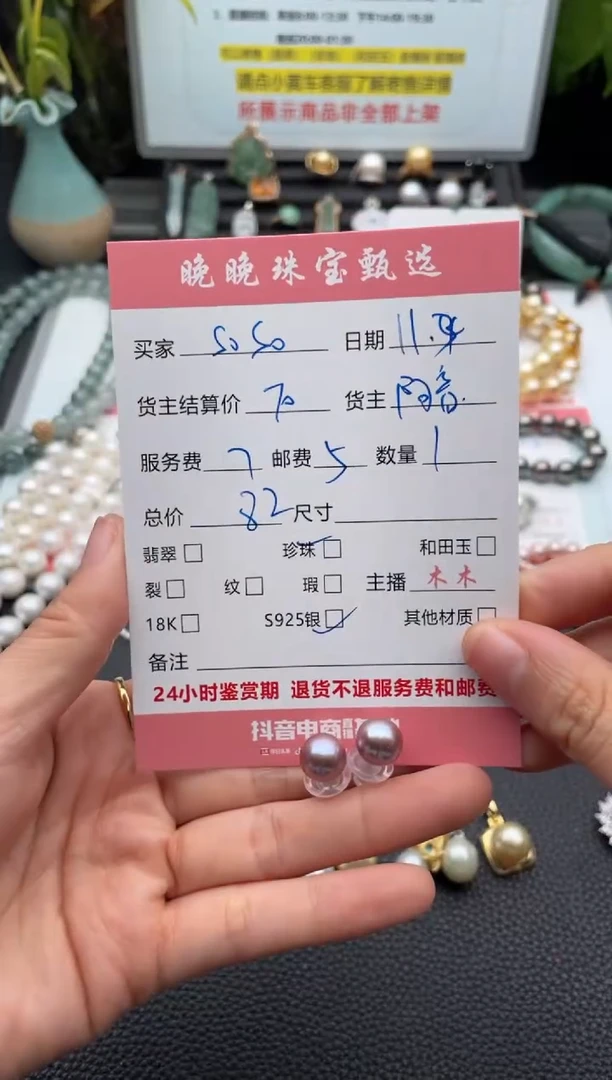 请点小黄车客服了解寄售详情
所展示商品非全部上架
晚晚珠宝甄选
买家 SoSo 日期
货主结算价 70 货主
服务费 7 邮费 5 数量 1
总价 82 尺寸
翡翠□ 珍珠□ 和田玉□
裂□ 纹□ 瑕□ 主播 木木
18K□ S925银□ 其他材质□
备注
24小时鉴赏期 退货不退服务费和邮费
抖音电商